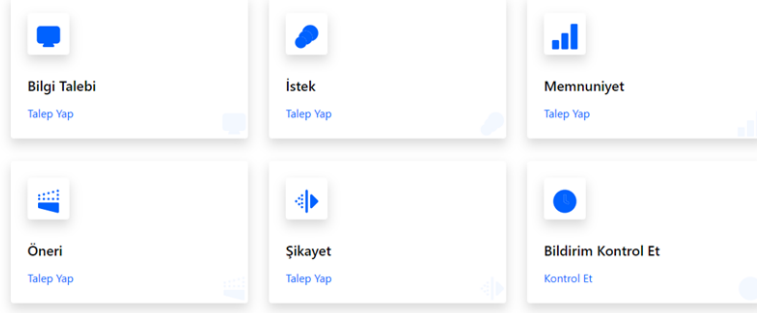 Bilgi Talebi
Talep Yap
İstek
Talep Yap
Memnuniyet
Talep Yap
Öneri
Talep Yap
Şikayet
Talep Yap
Bildirim Kontrol Et
Kontrol Et